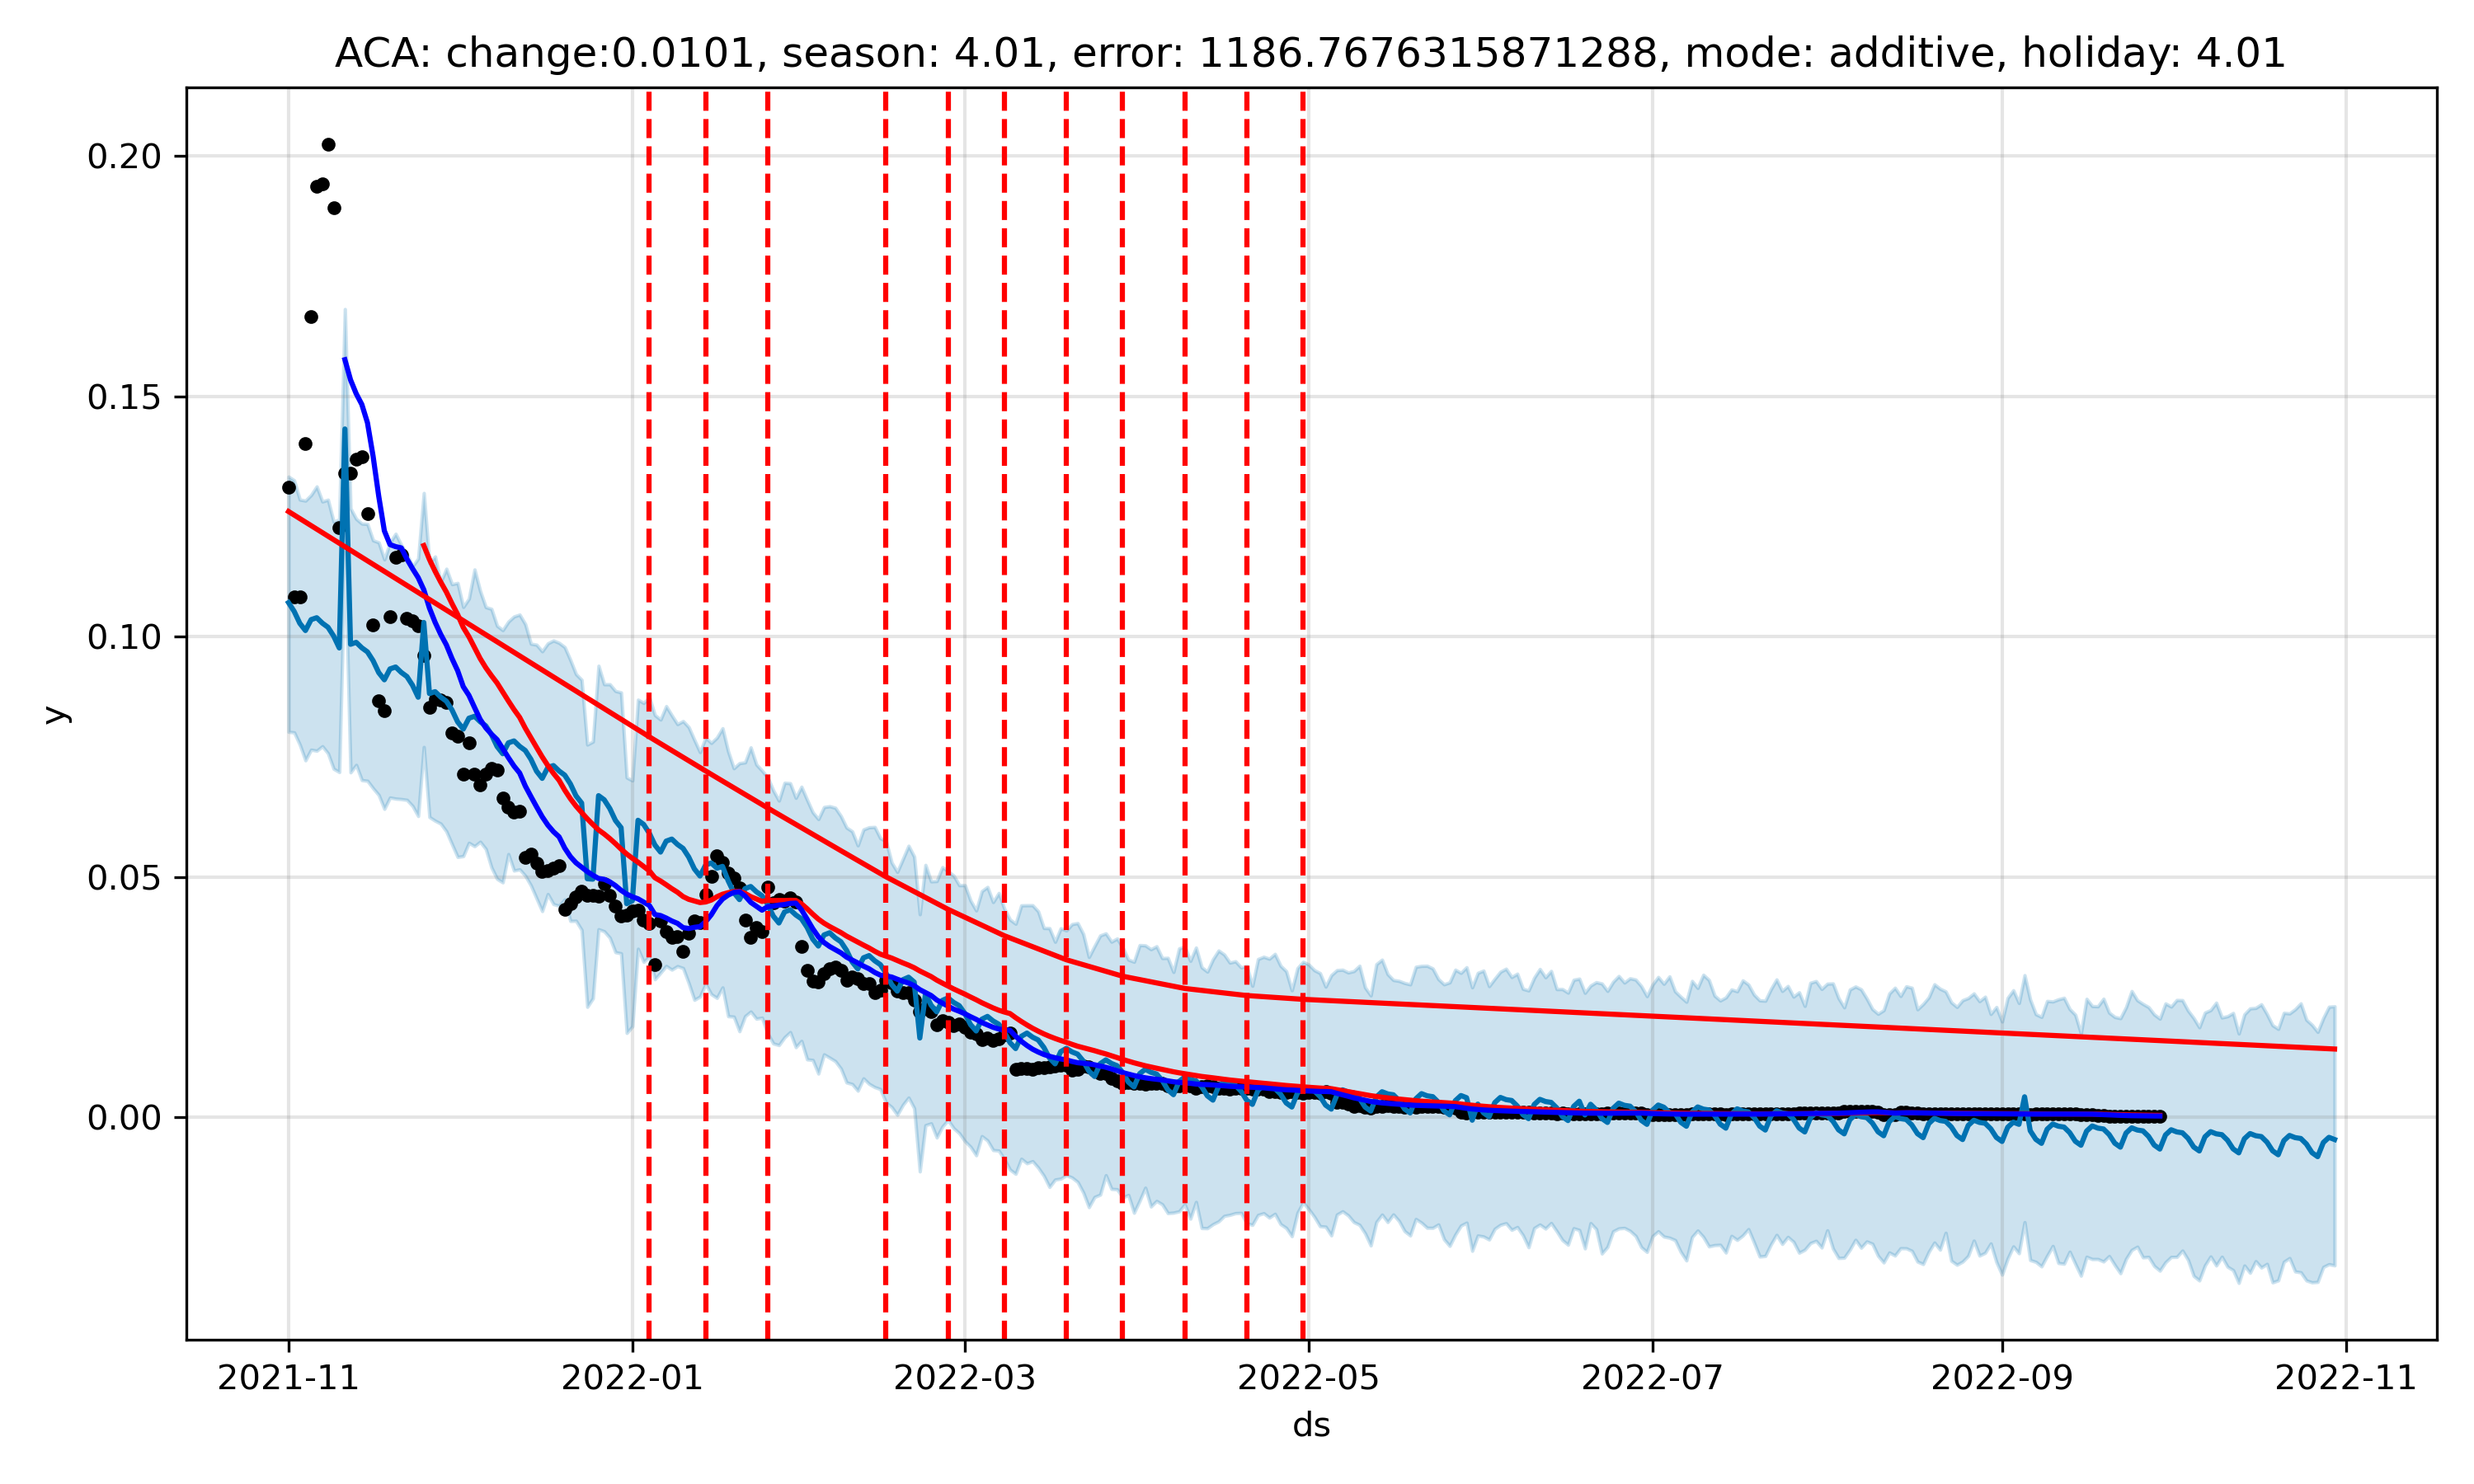 ACA: change:0.0101, season: 4.01, error: 1186.7676315871288, mode: additive, holiday: 4.01
0.20
0.15
0.10
0.05
0.00
y
2021-11 2022-01 2022-03 2022-05 2022-07 2022-09 2022-11
ds